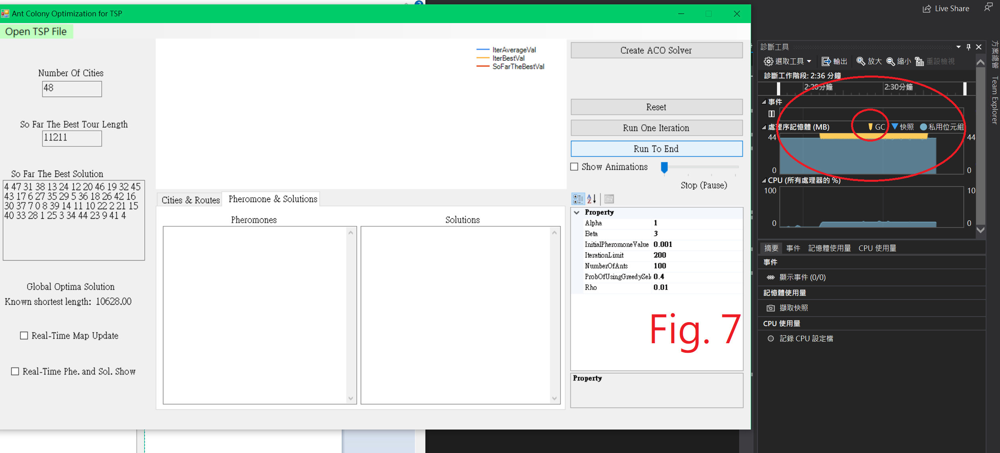 Ant Colony Optimization for TSP
Open TSP File
Number Of Cities
48
So Far The Best Tour Length
11211
So Far The Best Solution
4 47 31 38 13 24 12 20 46 19 32 45
43 17 6 27 35 29 5 36 18 26 42 16
30 37 7 0 8 39 14 11 10 22 2 21 15
40 33 28 1 25 3 34 44 23 9 41 4
Global Optima Solution
Known shortest length: 10628.00
Real-Time Map Update
Real-Time Phe. and Sol. Show
IterAverageVal
IterBestVal
SoFarTheBestVal
Cities & Routes
Pheromone & Solutions
Pheromones
Solutions
Create ACO Solver
Reset
Run One Iteration
Run To End
Show Animations
Stop (Pause)
Property
Alpha 1
Beta 3
InitialPheromoneValue 0.001
IterationLimit 200
NumberOfAnts 100
ProbOfUsingGreedySel 0.4
Rho 0.01
Fig. 7
Property
Live Share
診斷工具
選取工具 輸出 放大 縮小 重設檢視
診斷工作階段: 2:36 分鐘
2:20分鐘 2:30分鐘
事件
處理序記憶體 (MB) GC 快照 私用位元組
44 44
0 0
CPU (所有處理器的 %)
100 10
0 0
摘要 事件 記憶體使用量 CPU 使用量
事件
顯示事件 (0/0)
記憶體使用量
擷取快照
CPU 使用量
記錄 CPU 設定檔
方案總管
Team Explorer